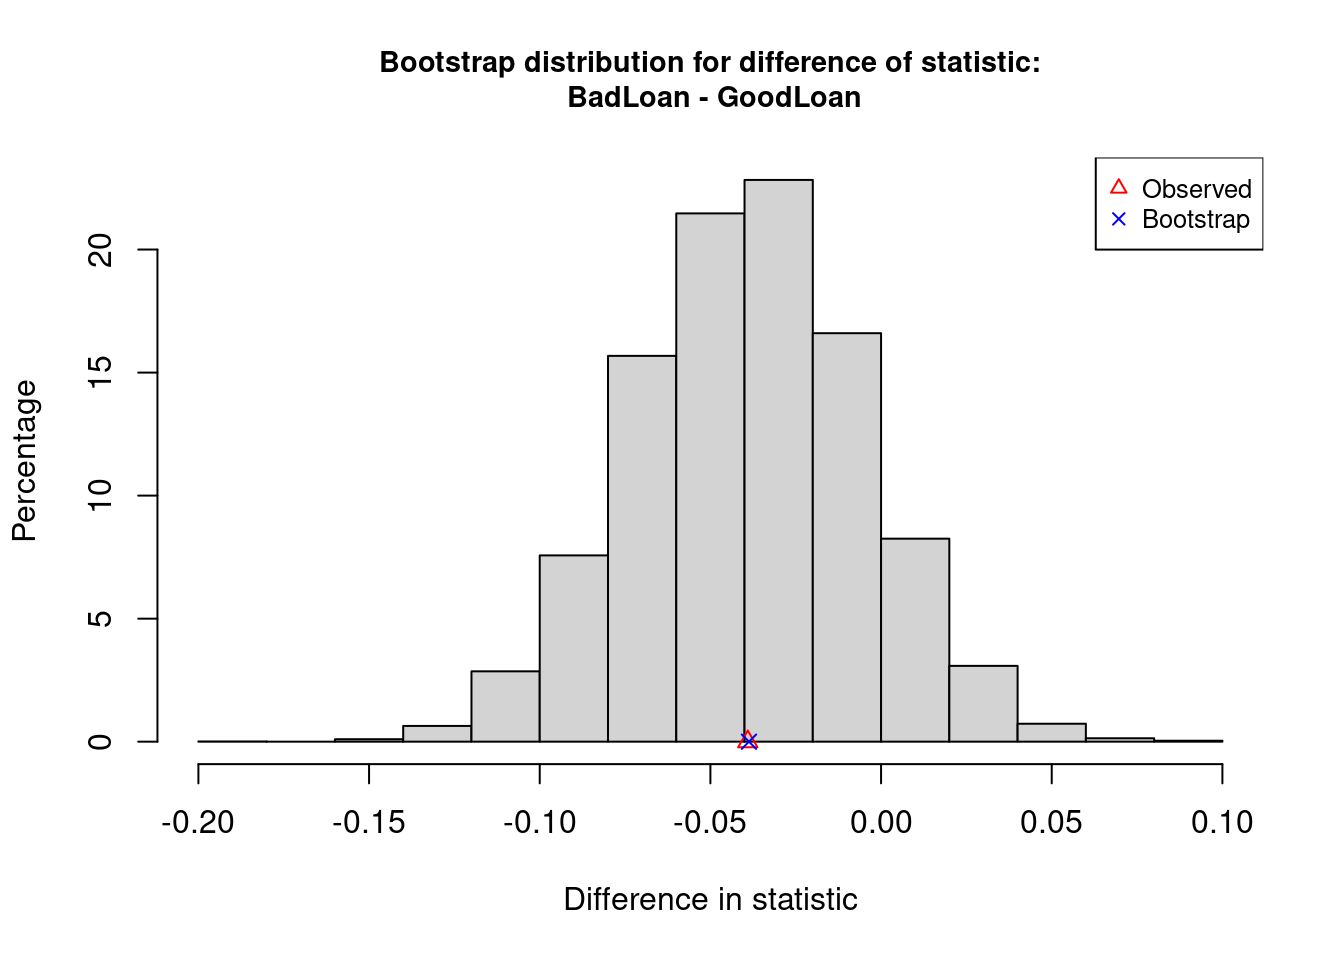 Bootstrap distribution for difference of statistic:
BadLoan - GoodLoan
Observed
Bootstrap
Percentage
20
15
10
5
0
-0.20 -0.15 -0.10 -0.05 0.00 0.05 0.10
Difference in statistic